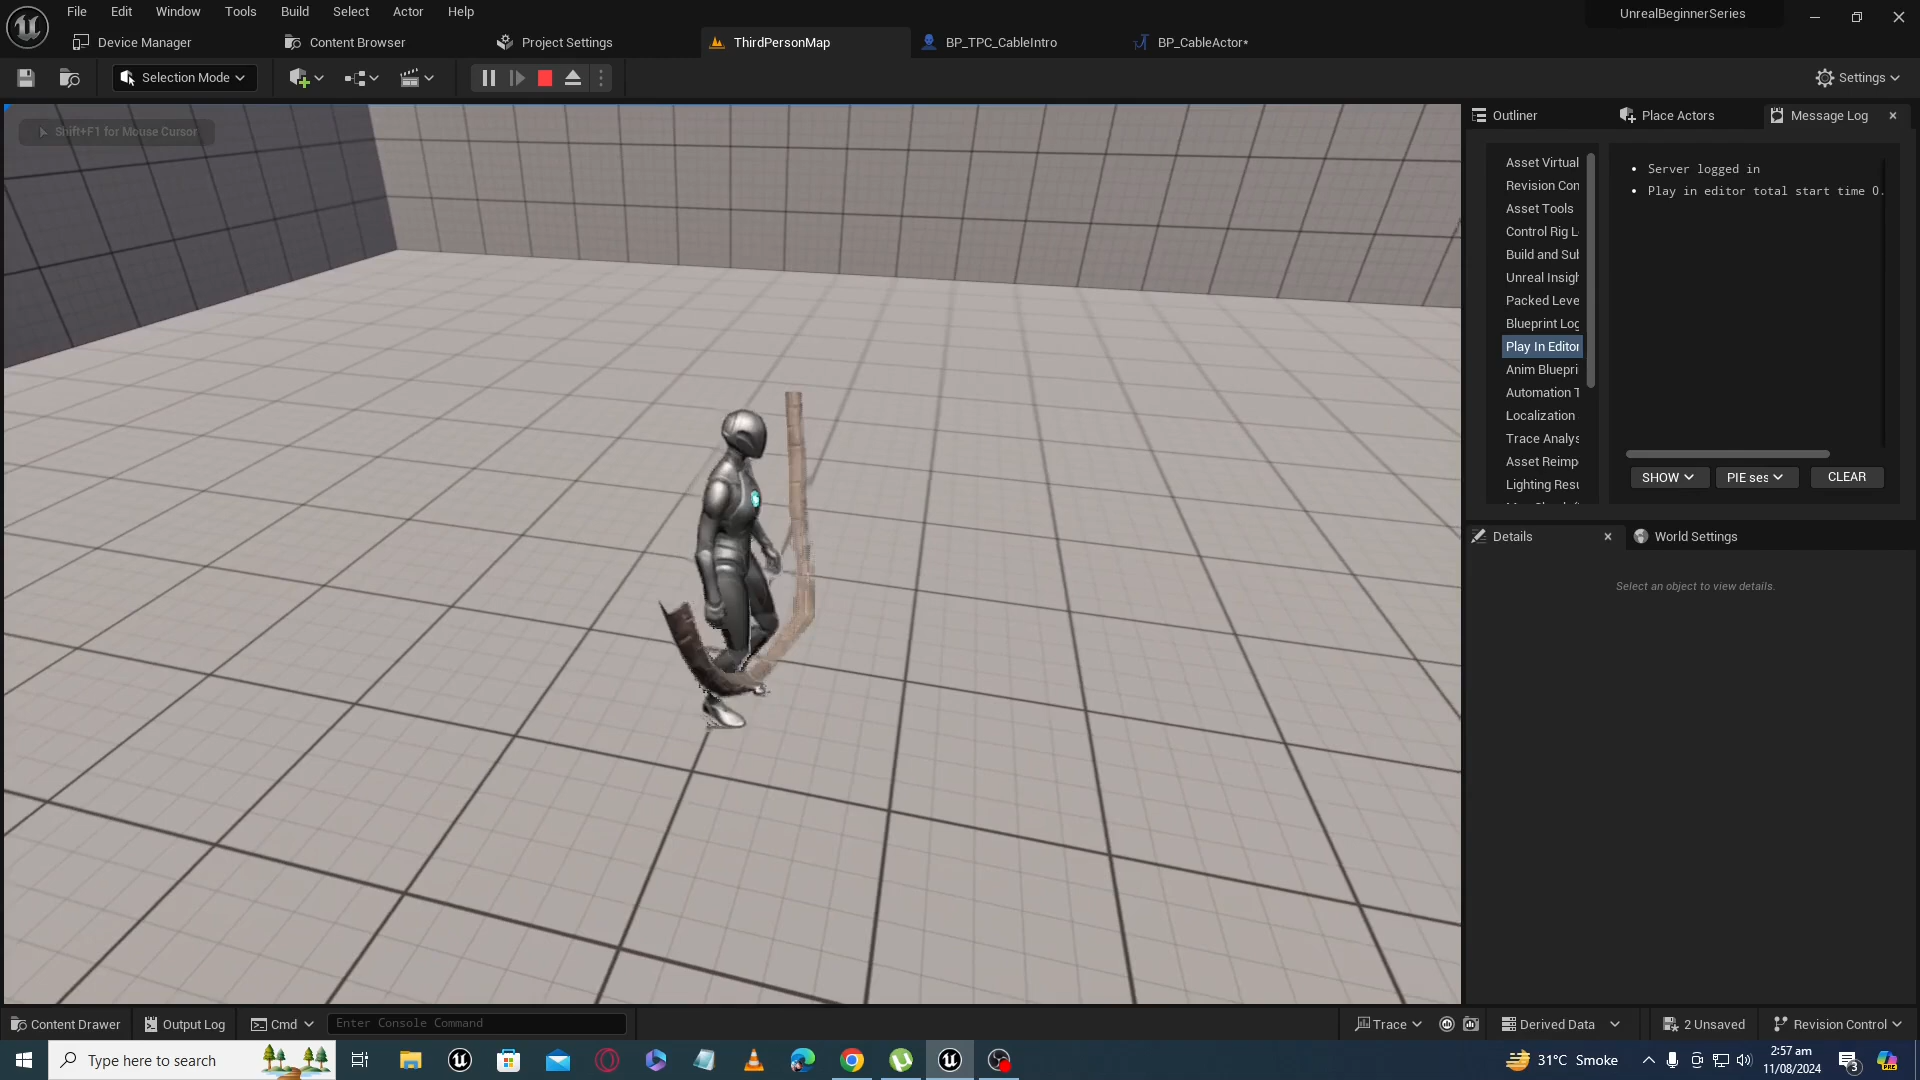 File Edit Window Tools Build Select Actor Help
UnrealBeginnerSeries
Device Manager Content Browser Project Settings ThirdPersonMap BP_TPC_CableIntro BP_CableActor*
Selection Mode Settings
Shift+F1 for Mouse Cursor
Outliner Place Actors Message Log
Asset Virtual
Revision Con
Asset Tools
Control Rig L
Build and Sub
Unreal Insigh
Packed Leve
Blueprint Log
Play In Editor
Anim Bluepri
Automation T
Localization
Trace Analys
Asset Reimp
Lighting Resu
Server logged in
Play in editor total start time 0.
SHOW PIE ses CLEAR
Details World Settings
Select an object to view details.
Content Drawer Output Log Cmd Enter Console Command Trace Derived Data 2 Unsaved Revision Control
Type here to search 31°C Smoke 2:57 am
11/08/2024 3
PRE